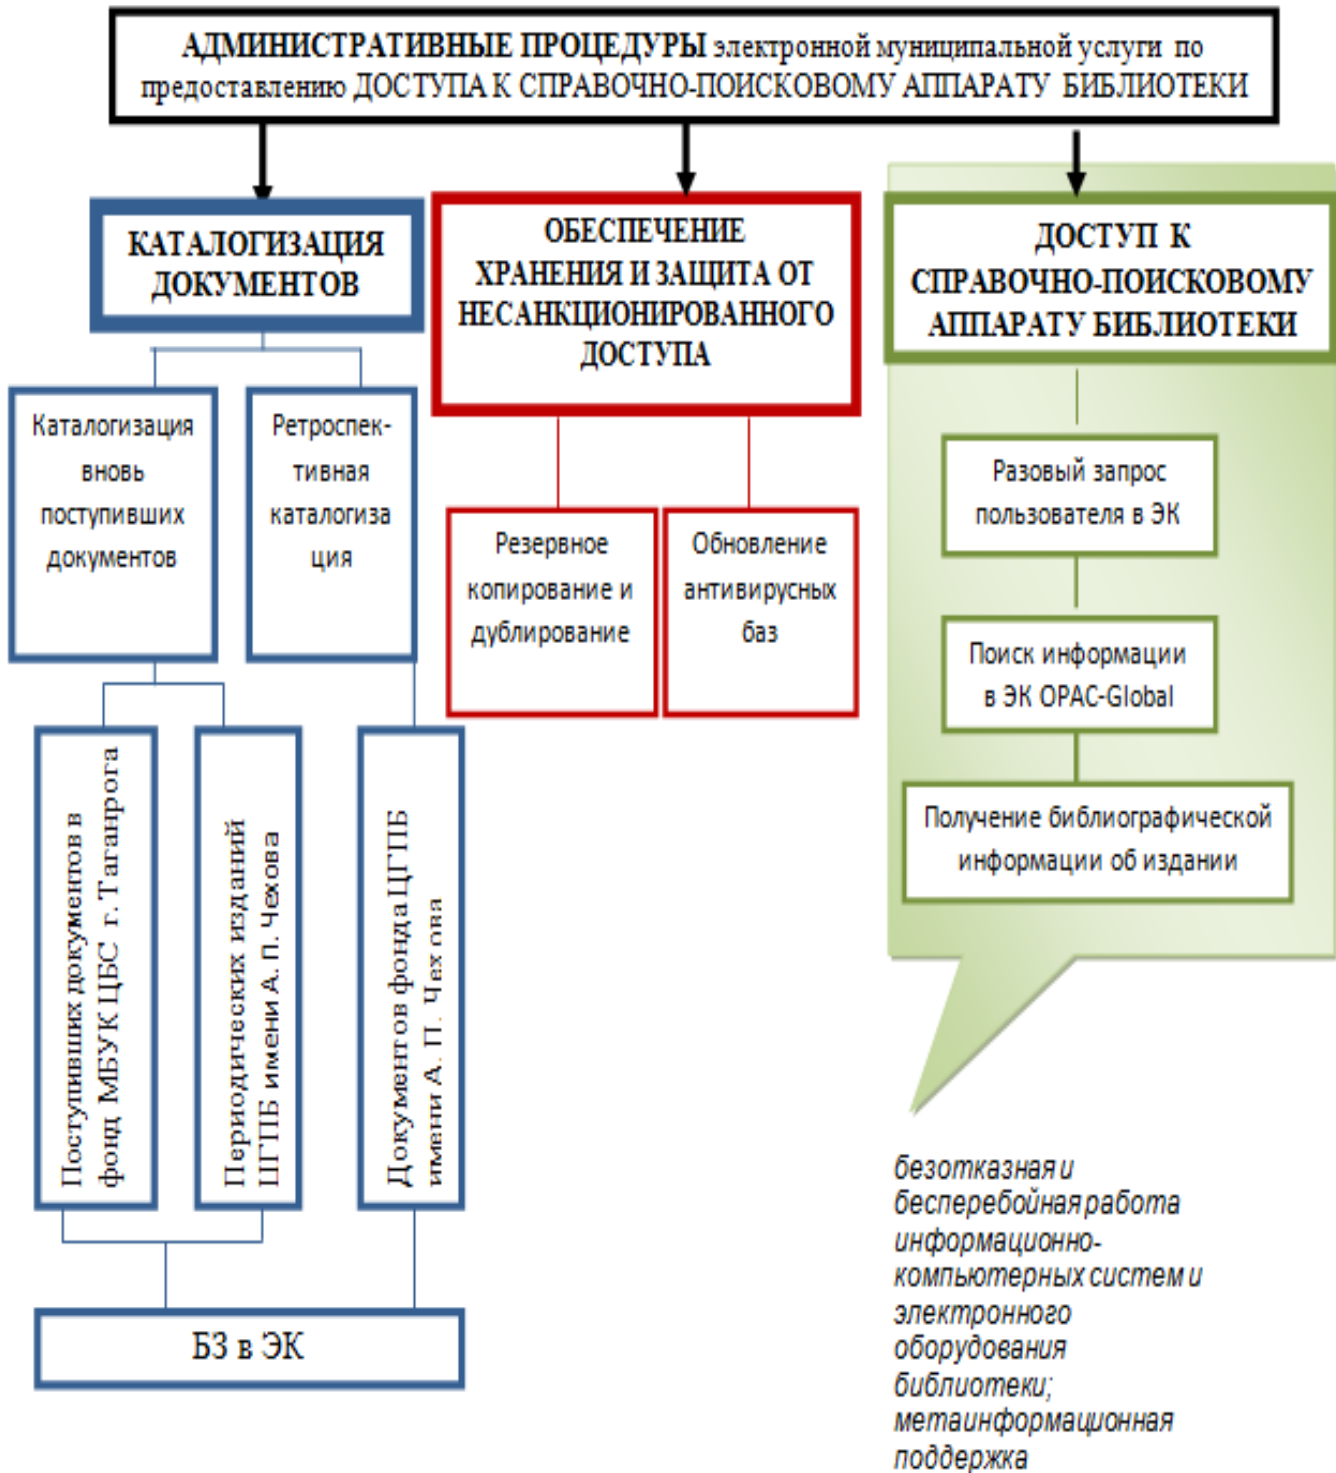 АДМИНИСТРАТИВНЫЕ ПРОЦЕДУРЫ электронной муниципальной услуги по
предоставлению ДОСТУПА К СПРАВОЧНО-ПОИСКОВОМУ АППАРАТУ БИБЛИОТЕКИ
КАТАЛОГИЗАЦИЯ
ДОКУМЕНТОВ
ОБЕСПЕЧЕНИЕ
ХРАНЕНИЯ И ЗАЩИТА ОТ
НЕСАНКЦИОНИРОВАННОГО
ДОСТУПА
ДОСТУП К
СПРАВОЧНО-ПОИСКОВОМУ
АППАРАТУ БИБЛИОТЕКИ
Каталогизация
вновь
поступивших
документов
Ретроспек-
тивная
каталогиза
ция
Резервное
копирование и
дублирование
Обновление
антивирусных
баз
Разовый запрос
пользователя в ЭК
Поиск информации
в ЭК OPAC-Global
Получение библиографической
информации об издании
Поступивших документов в
фонд МБУК ЦБС г. Таганрога
Периодических изданий
ЦГПБ имени А. П. Чехова
Документов фонда ЦГПБ
имени А. П. Чехова
БЗ в ЭК
безотказная и
бесперебойная работа
информационно-
компьютерных систем и
электронного
оборудования
библиотеки;
метаинформационная
поддержка